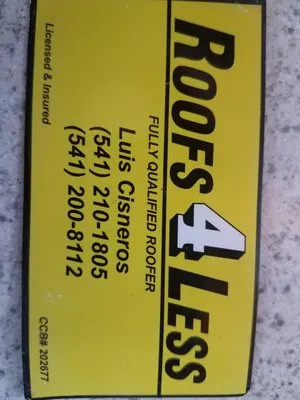 ROOFS 4 LESS
FULLY QUALIFIED ROOFER
Luis Cisneros
(541) 210-1805
(541) 200-8112
Licensed & Insured
CCB# 202677